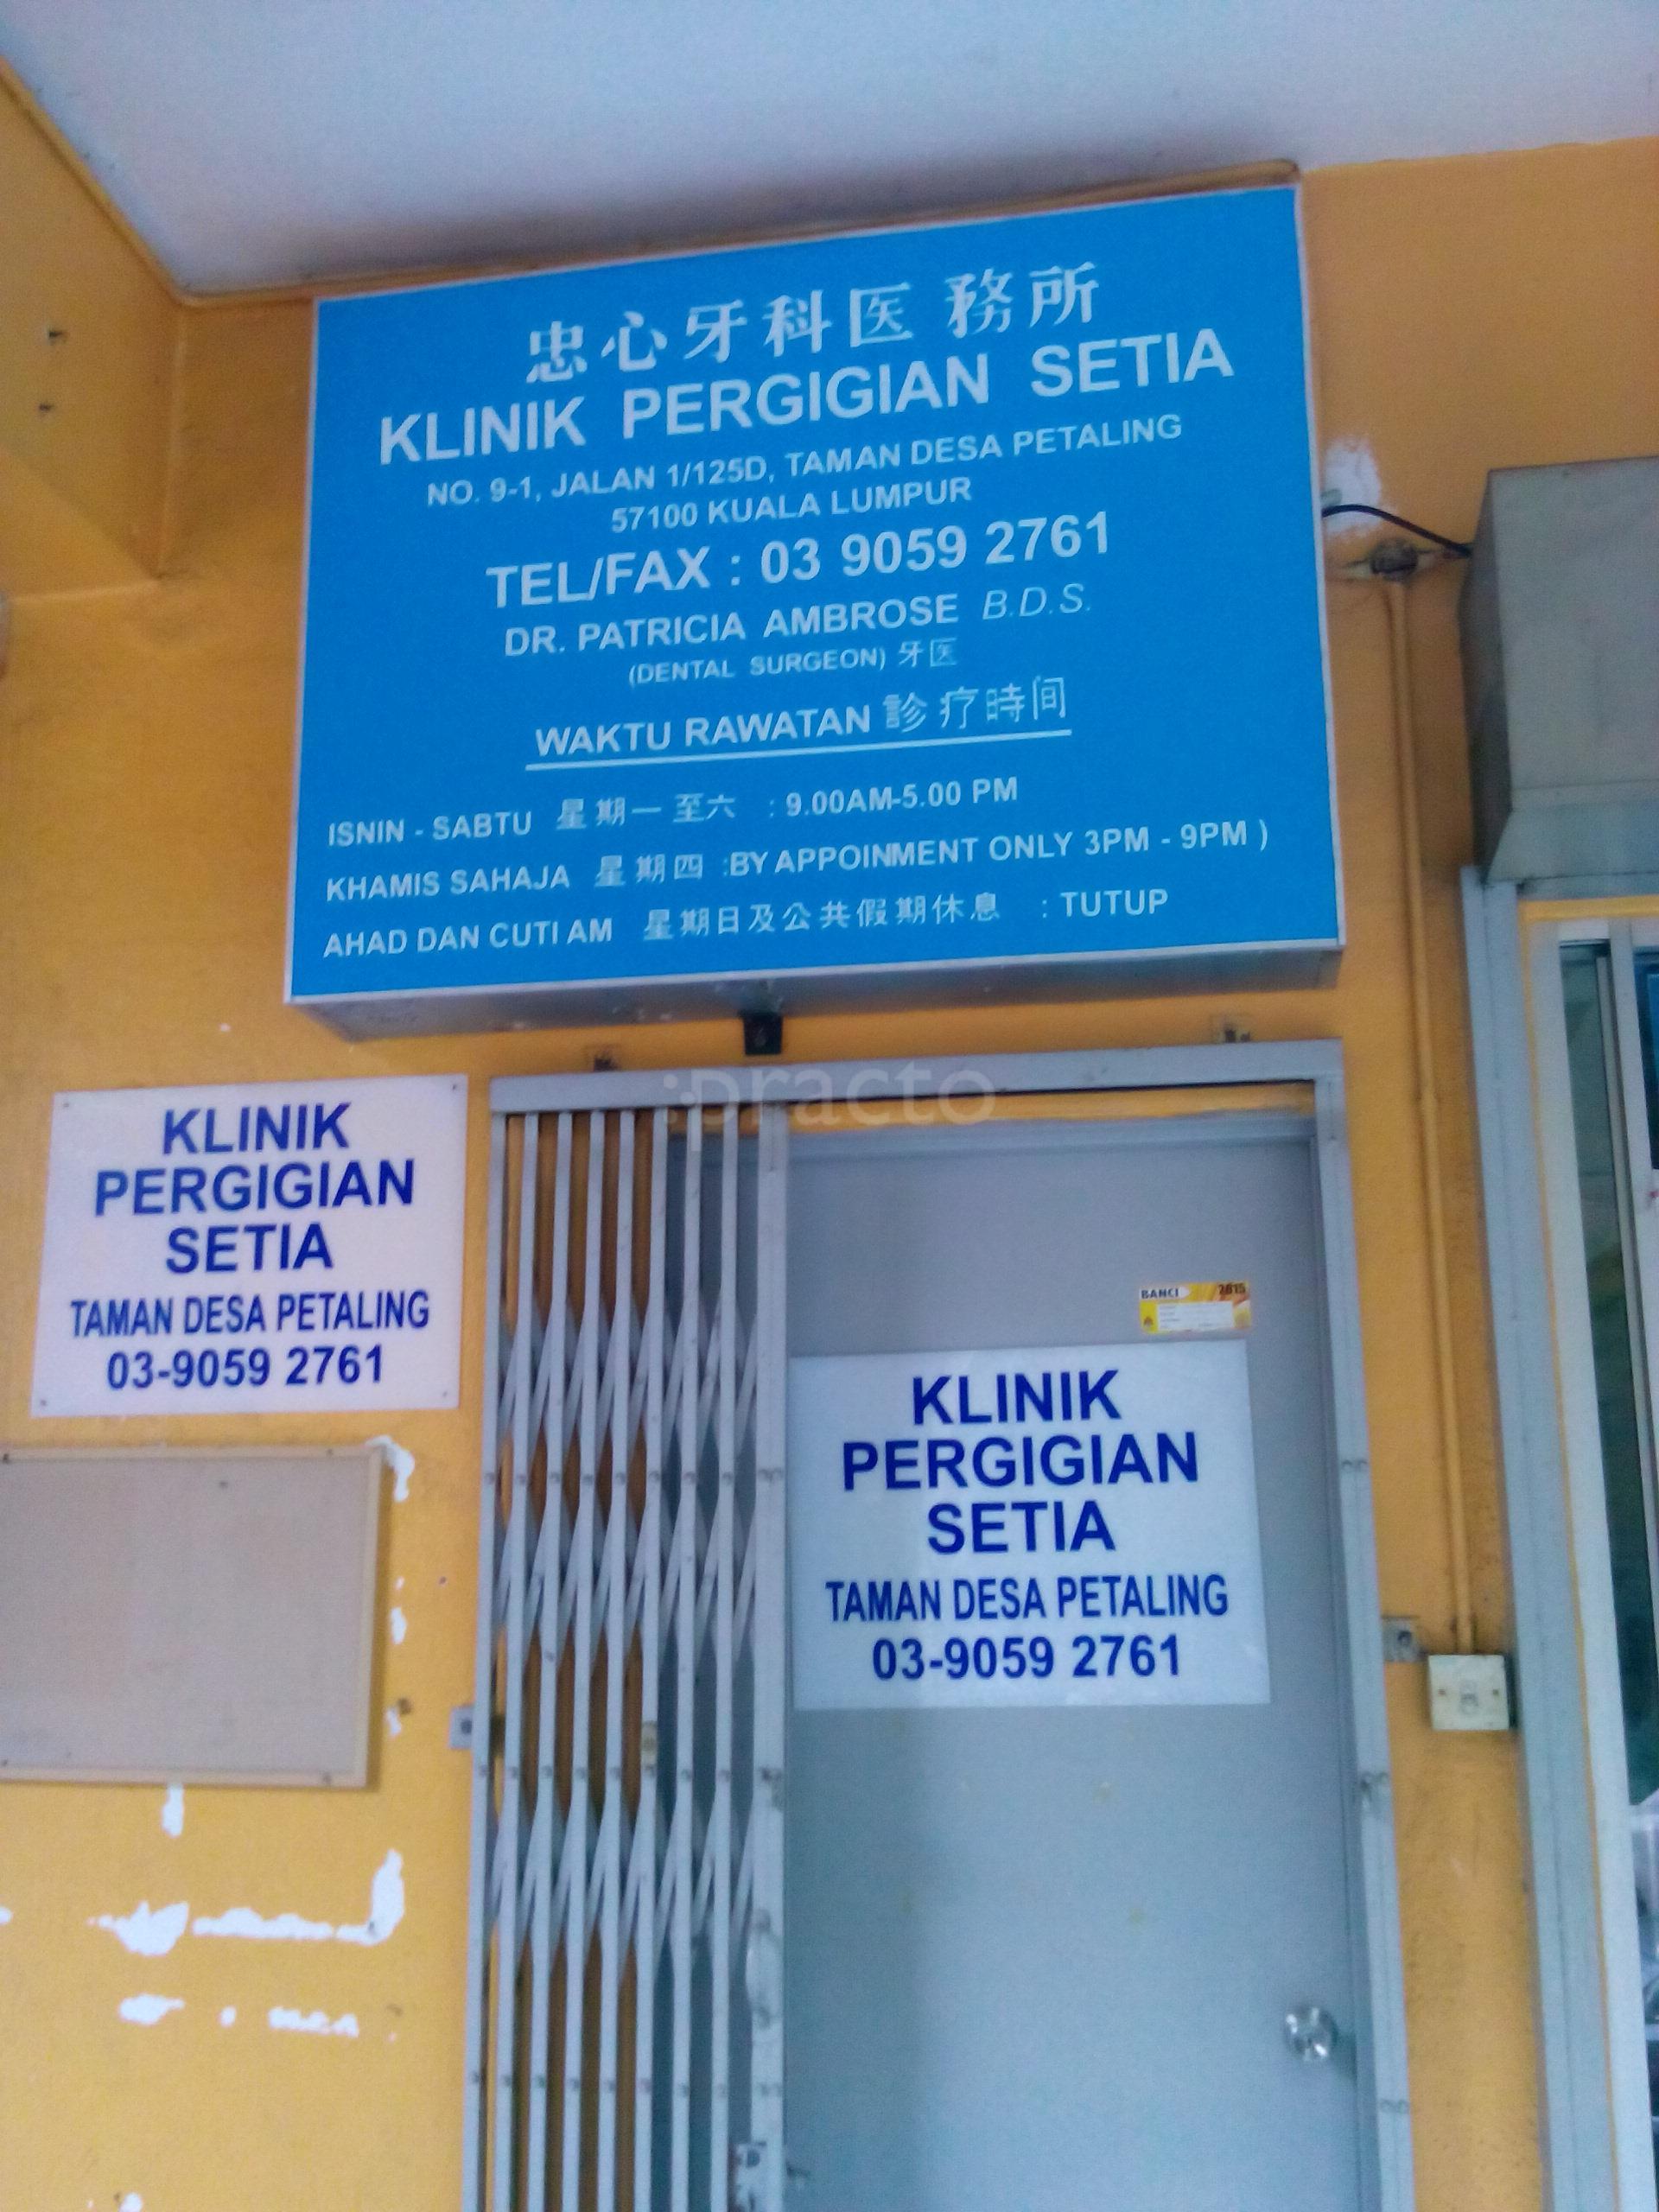 忠心牙科医務所
KLINIK PERGIGIAN SETIA
NO. 9-1, JALAN 1/125D, TAMAN DESA PETALING
57100 KUALA LUMPUR
TEL/FAX : 03 9059 2761
DR. PATRICIA AMBROSE B.D.S.
(DENTAL SURGEON) 牙医
WAKTU RAWATAN 診疗時间
ISNIN - SABTU 星期一至六 : 9.00AM-5.00 PM
KHAMIS SAHAJA 星期四 :BY APPOINMENT ONLY 3PM - 9PM )
AHAD DAN CUTI AM 星期日及公共假期休息 : TUTUP
:practo
KLINIK
PERGIGIAN
SETIA
TAMAN DESA PETALING
03-9059 2761
BANCI 2015
KLINIK
PERGIGIAN
SETIA
TAMAN DESA PETALING
03-9059 2761